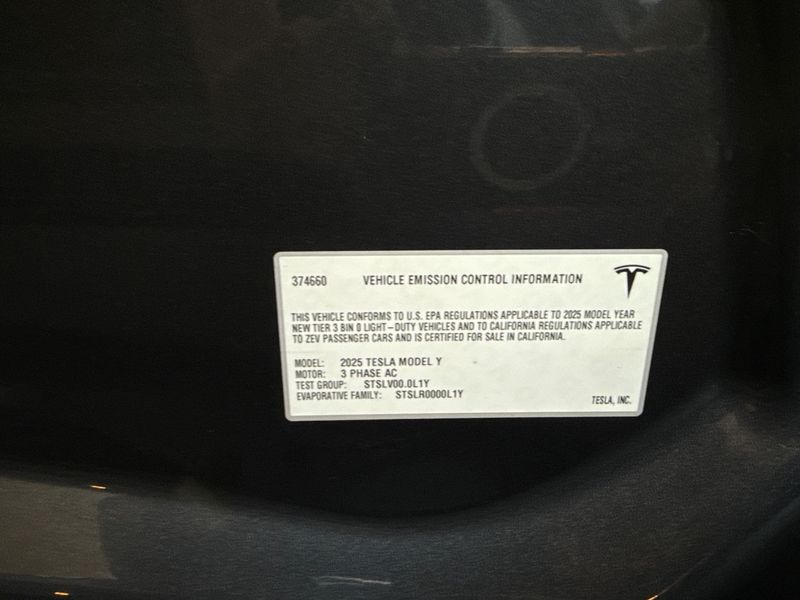 374660 VEHICLE EMISSION CONTROL INFORMATION
THIS VEHICLE CONFORMS TO U.S. EPA REGULATIONS APPLICABLE TO 2025 MODEL YEAR
NEW TIER 3 BIN 0 LIGHT-DUTY VEHICLES AND TO CALIFORNIA REGULATIONS APPLICABLE
TO ZEV PASSENGER CARS AND IS CERTIFIED FOR SALE IN CALIFORNIA.
MODEL: 2025 TESLA MODEL Y
MOTOR: 3 PHASE AC
TEST GROUP: STSLV00.0L1Y
EVAPORATIVE FAMILY: STSLR0000L1Y
TESLA, INC.